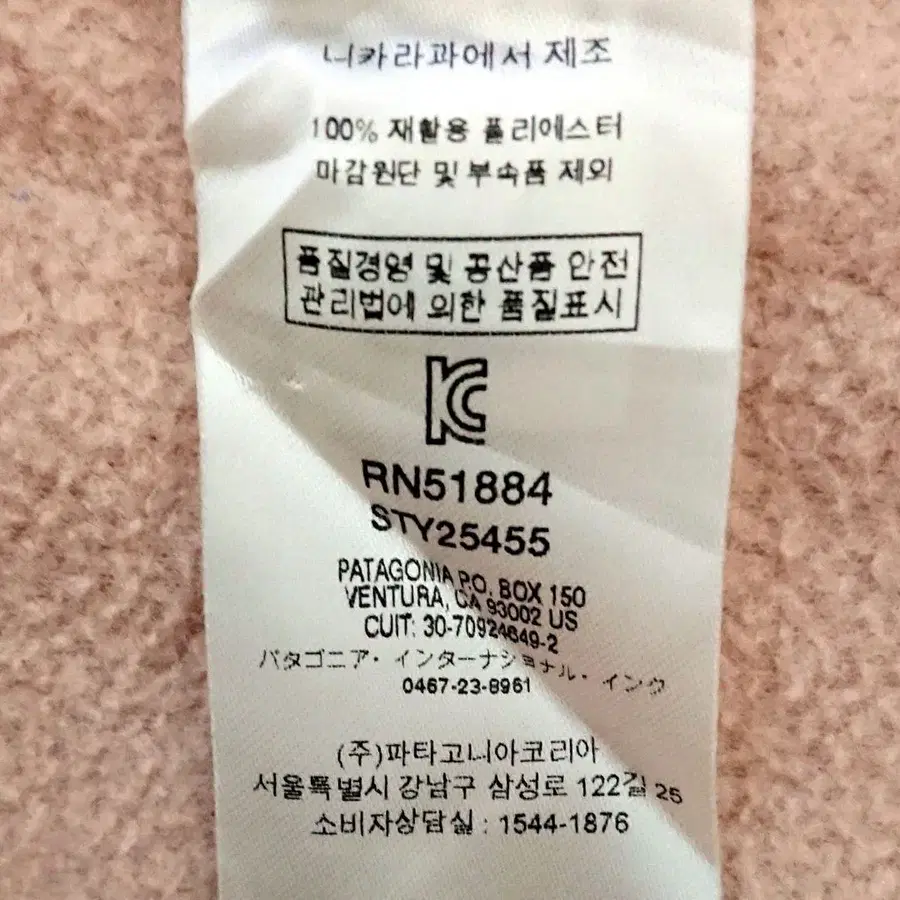 니카라과에서 제조
100% 재활용 폴리에스터
마감원단 및 부속품 제외
품질경영 및 공산품 안전
관리법에 의한 품질표시
KC
RN51884
STY25455
PATAGONIA P.O. BOX 150
VENTURA, CA 93002 US
CUIT: 30-70924649-2
パタゴニア・インターナショナル・インク
0467-23-8961
(주)파타고니아코리아
서울특별시 강남구 삼성로 122길 25
소비자상담실 : 1544-1876